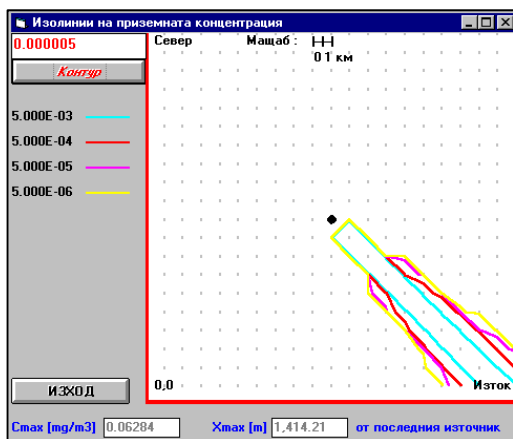 Изолинии на приземната концентрация
0.000005
Север Мащаб :
0 1 км
Контур
5.000E-03
5.000E-04
5.000E-05
5.000E-06
ИЗХОД
0,0
Изток
Cmax [mg/m3] 0.06284 Xmax [m] 1,414.21 от последния източник